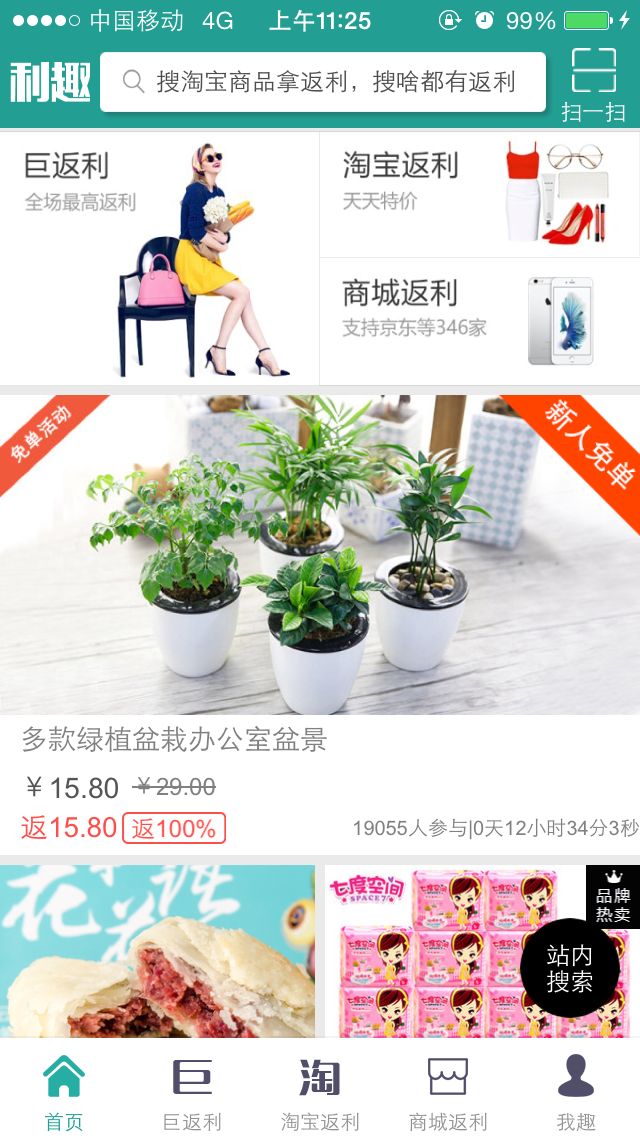 中国移动 4G 上午11:25 99%
利趣
搜淘宝商品拿返利，搜啥都有返利
扫一扫
巨返利
全场最高返利
淘宝返利
天天特价
商城返利
支持京东等346家
免单活动
新人免单
多款绿植盆栽办公室盆景
￥15.80 ￥29.00
返15.80 返100%
19055人参与|0天12小时34分3秒
七度空间
SPACE7
品牌
热卖
站内
搜索
巨
淘
首页
巨返利
淘宝返利
商城返利
我趣